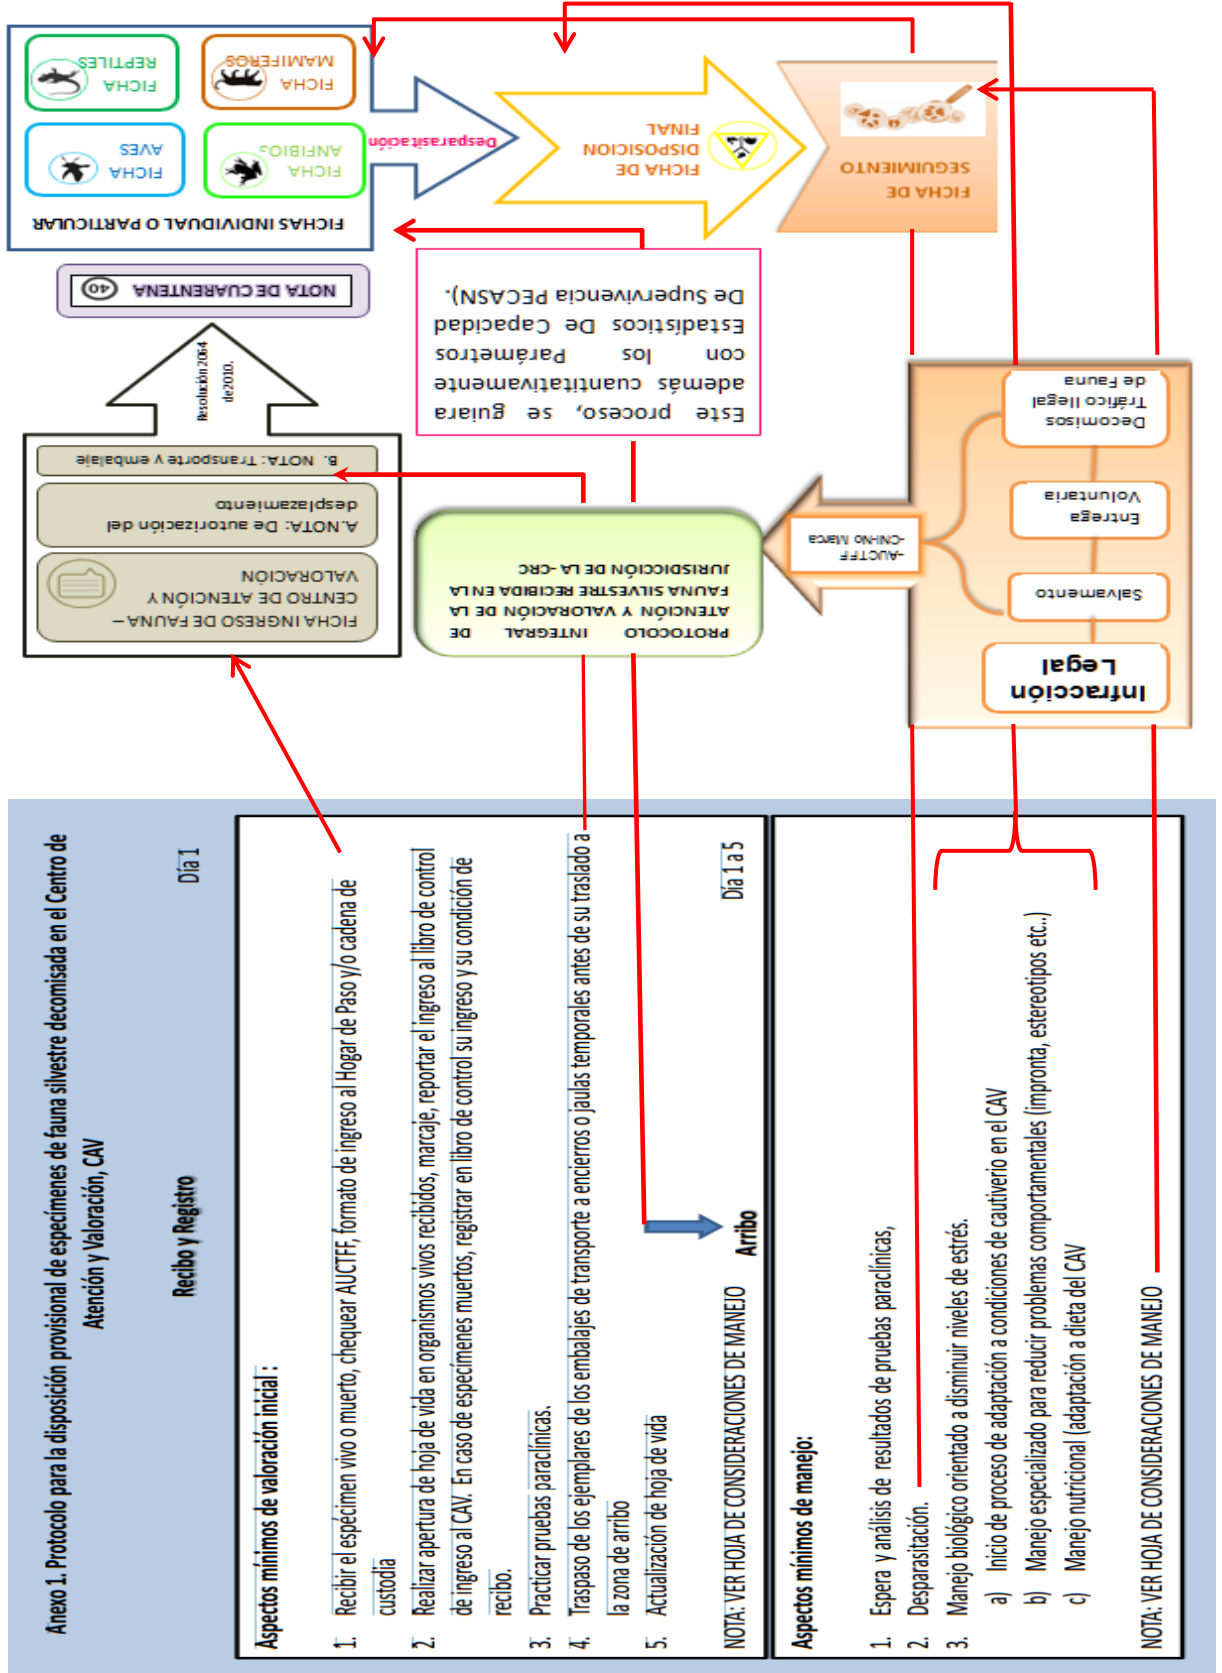 Anexo 1. Protocolo para la disposición provisional de especímenes de fauna silvestre decomisada en el Centro de
Atención y Valoración, CAV
Recibo y Registro
Día 1
Aspectos mínimos de valoración inicial :
1. Recibir el espécimen vivo o muerto, chequear AUCTFF, formato de ingreso al Hogar de Paso y/o cadena de
custodia
2. Realizar apertura de hoja de vida en organismos vivos recibidos, marcaje, reportar el ingreso al libro de control
de ingreso al CAV. En caso de especímenes muertos, registrar en libro de control su ingreso y su condición de
recibo.
3. Practicar pruebas paraclínicas.
4. Traspaso de los ejemplares de los embalajes de transporte a encierros o jaulas temporales antes de su traslado a
la zona de arribo
5. Actualización de hoja de vida
NOTA: VER HOJA DE CONSIDERACIONES DE MANEJO
Arribo
Día 1 a 5
Aspectos mínimos de manejo:
1. Espera y análisis de resultados de pruebas paraclínicas,
2. Desparasitación.
3. Manejo biológico orientado a disminuir niveles de estrés.
a) Inicio de proceso de adaptación a condiciones de cautiverio en el CAV
b) Manejo especializado para reducir problemas comportamentales (impronta, estereotipos etc..)
c) Manejo nutricional (adaptación a dieta del CAV
NOTA: VER HOJA DE CONSIDERACIONES DE MANEJO
Infracción
Legal
Salvamento
Entrega
Voluntaria
Decomisos
Tráfico Ilegal
de Fauna
-AUCTFF
-CNI-No Marca
PROTOCOLO INTEGRAL DE
ATENCIÓN Y VALORACIÓN DE LA
FAUNA SILVESTRE RECIBIDA EN LA
JURISDICCIÓN DE LA -CRC
FICHA INGRESO DE FAUNA –
CENTRO DE ATENCIÓN Y
VALORACIÓN
A.NOTA: De autorización del
desplazamiento
B. NOTA: Transporte y embalaje
Resolución 2064
de2010.
Este proceso, se guiara
además cuantitativamente
con los Parámetros
Estadísticos De Capacidad
De Supervivencia PECASN).
NOTA DE CUARENTENA 40
FICHAS INDIVIDUAL O PARTICULAR
FICHA
ANFIBIOS
FICHA
AVES
FICHA
MAMIFEROS
FICHA
REPTILES
Desparasitación
FICHA DE
DISPOSICION
FINAL
FICHA DE
SEGUIMIENTO